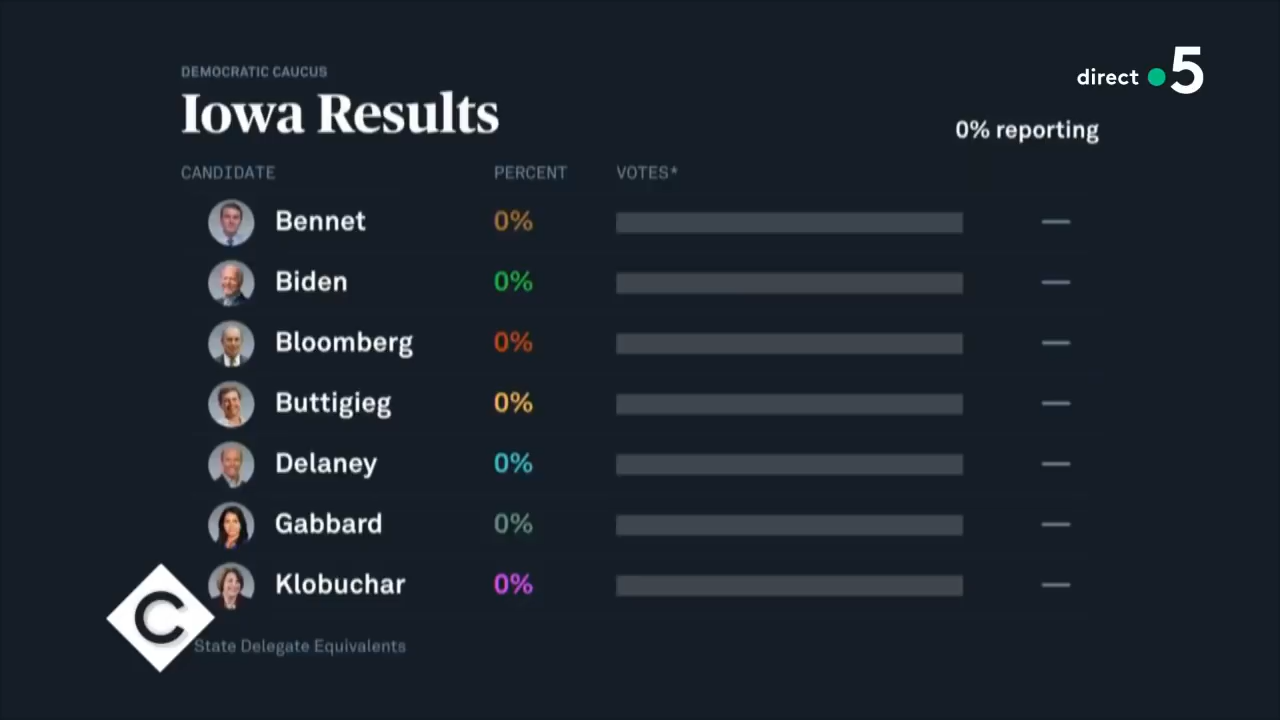 DEMOCRATIC CAUCUS
Iowa Results
direct 5
0% reporting
CANDIDATE PERCENT VOTES*
Bennet 0% —
Biden 0% —
Bloomberg 0% —
Buttigieg 0% —
Delaney 0% —
Gabbard 0% —
Klobuchar 0% —
C
State Delegate Equivalents